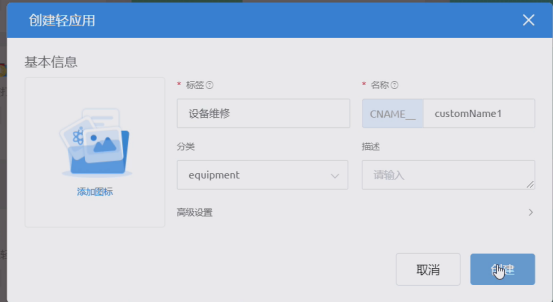 创建轻应用
基本信息
添加图标
* 标签
设备维修
* 名称
CNAME__ customName1
分类
equipment
描述
请输入
高级设置
取消
创建